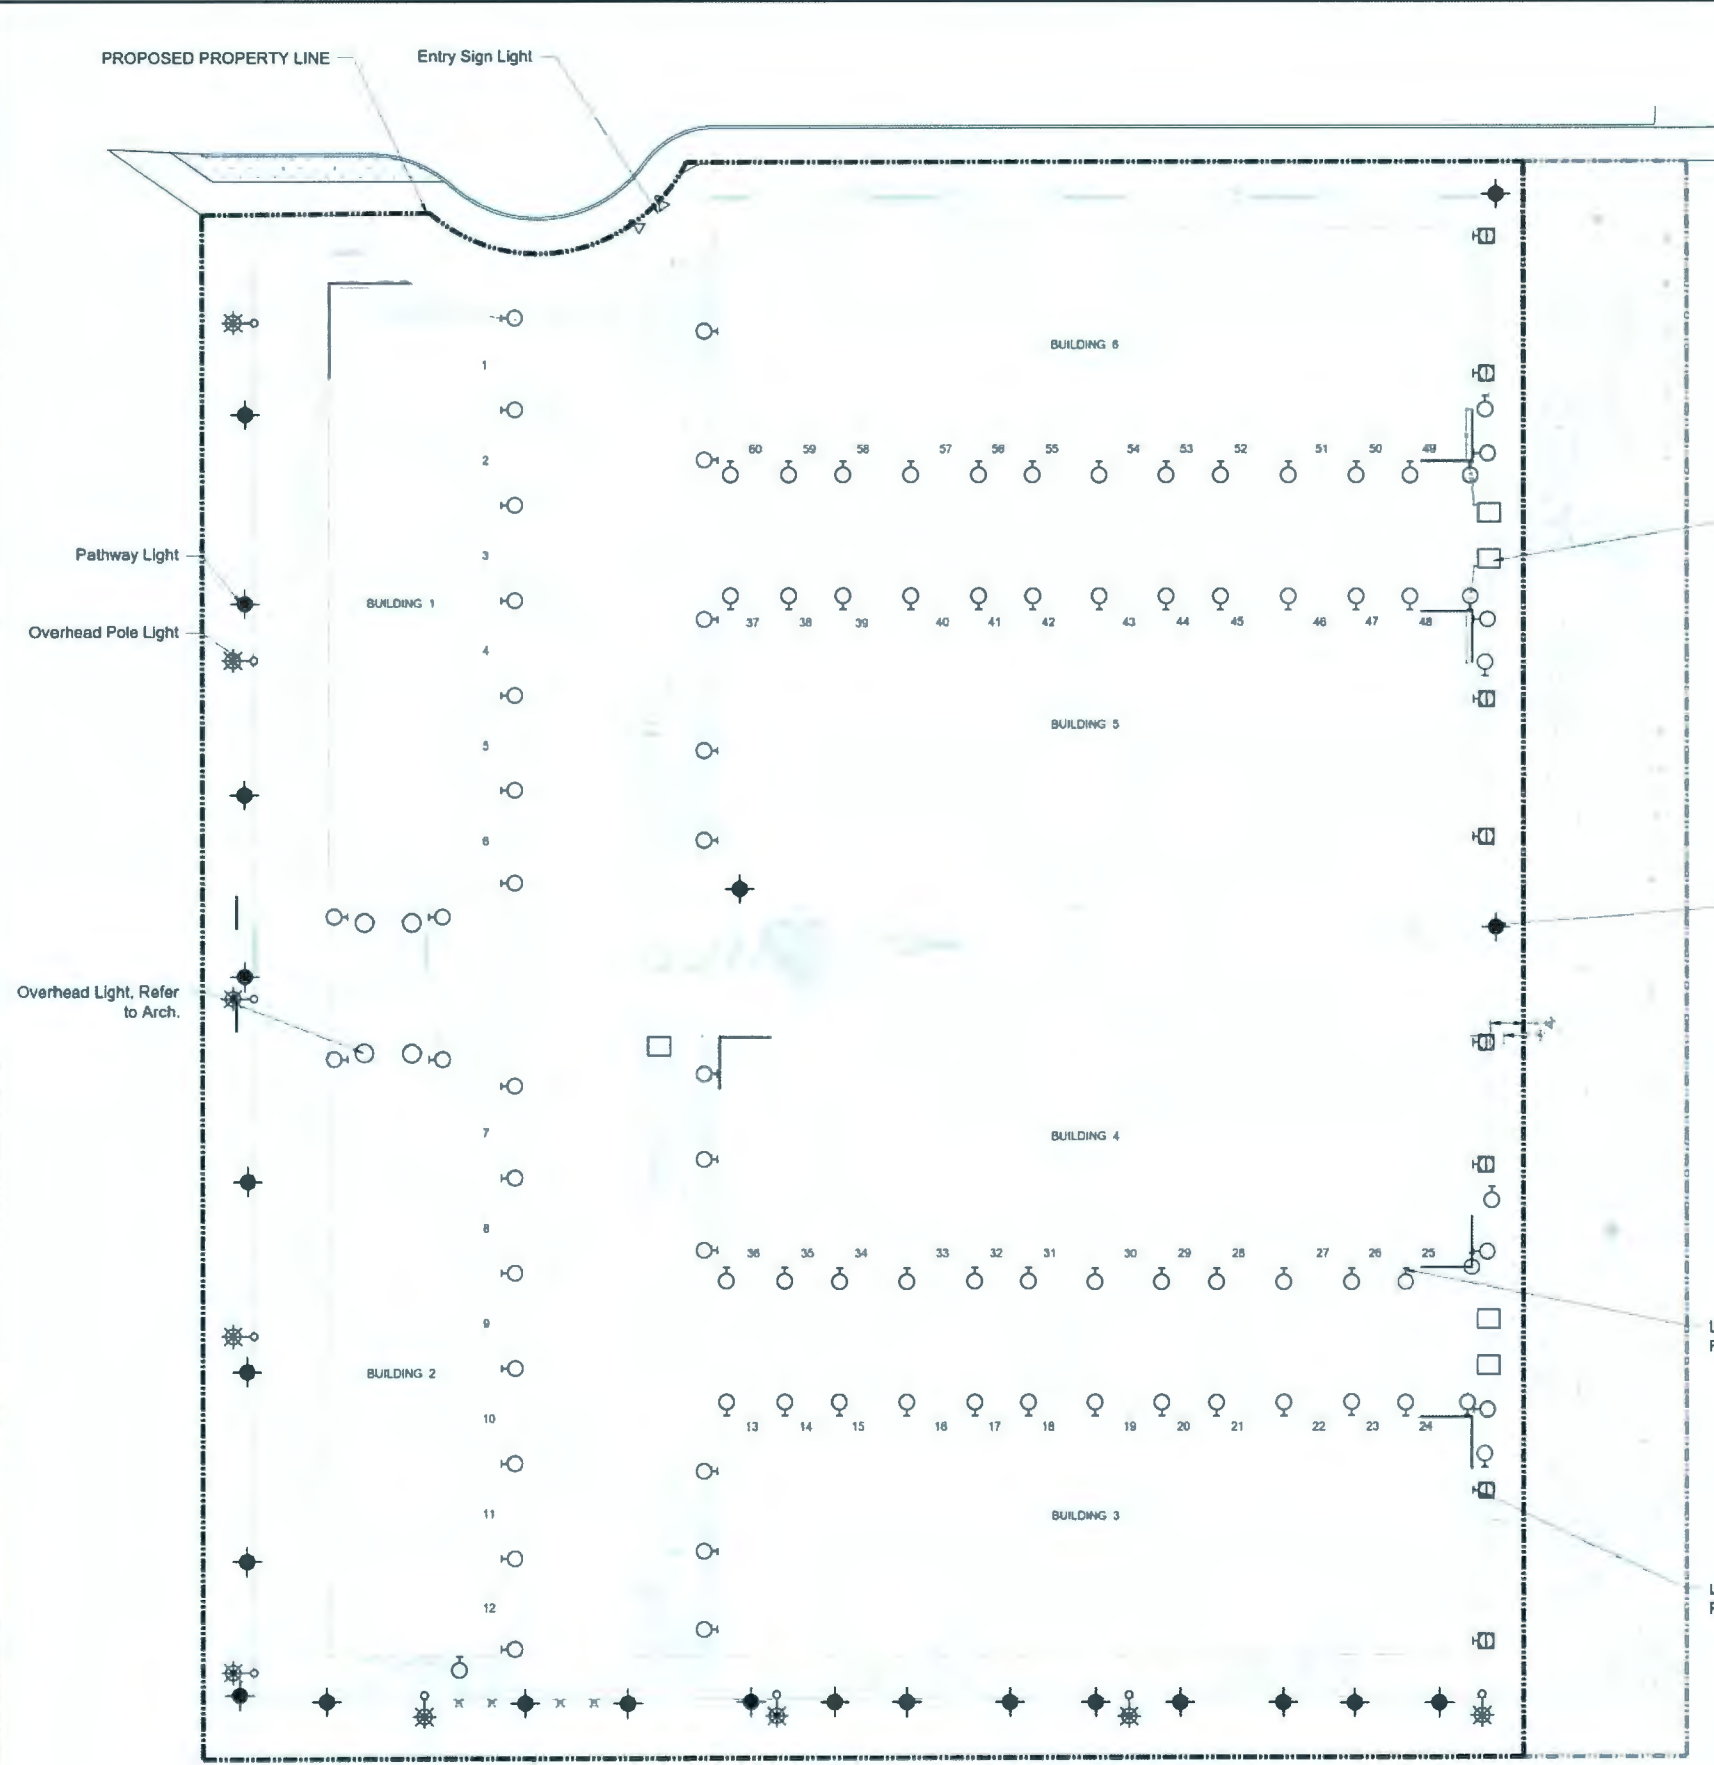 PROPOSED PROPERTY LINE
Entry Sign Light
BUILDING 6
1
2
60 59 58 57 56 55 54 53 52 51 50 49
Pathway Light
3
BUILDING 1
Overhead Pole Light
37 38 39 40 41 42 43 44 45 46 47 48
4
BUILDING 5
5
6
Overhead Light, Refer
to Arch.
7
BUILDING 4
8
36 35 34 33 32 31 30 29 28 27 26 25
9
BUILDING 2
10
13 14 15 16 17 18 19 20 21 22 23 24
11
BUILDING 3
12